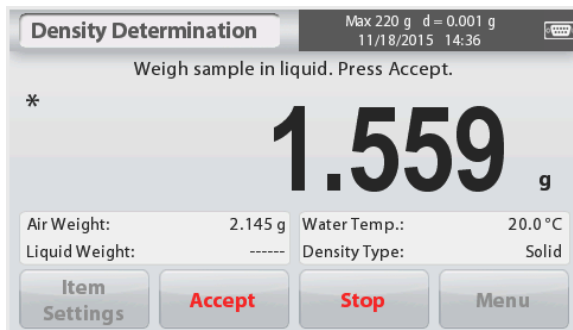 Density Determination
Max 220 g d = 0.001 g
11/18/2015 14:36
Weigh sample in liquid. Press Accept.
*
1.559 g
Air Weight: 2.145 g Water Temp.: 20.0°C
Liquid Weight: ------ Density Type: Solid
Item
Settings
Accept
Stop
Menu